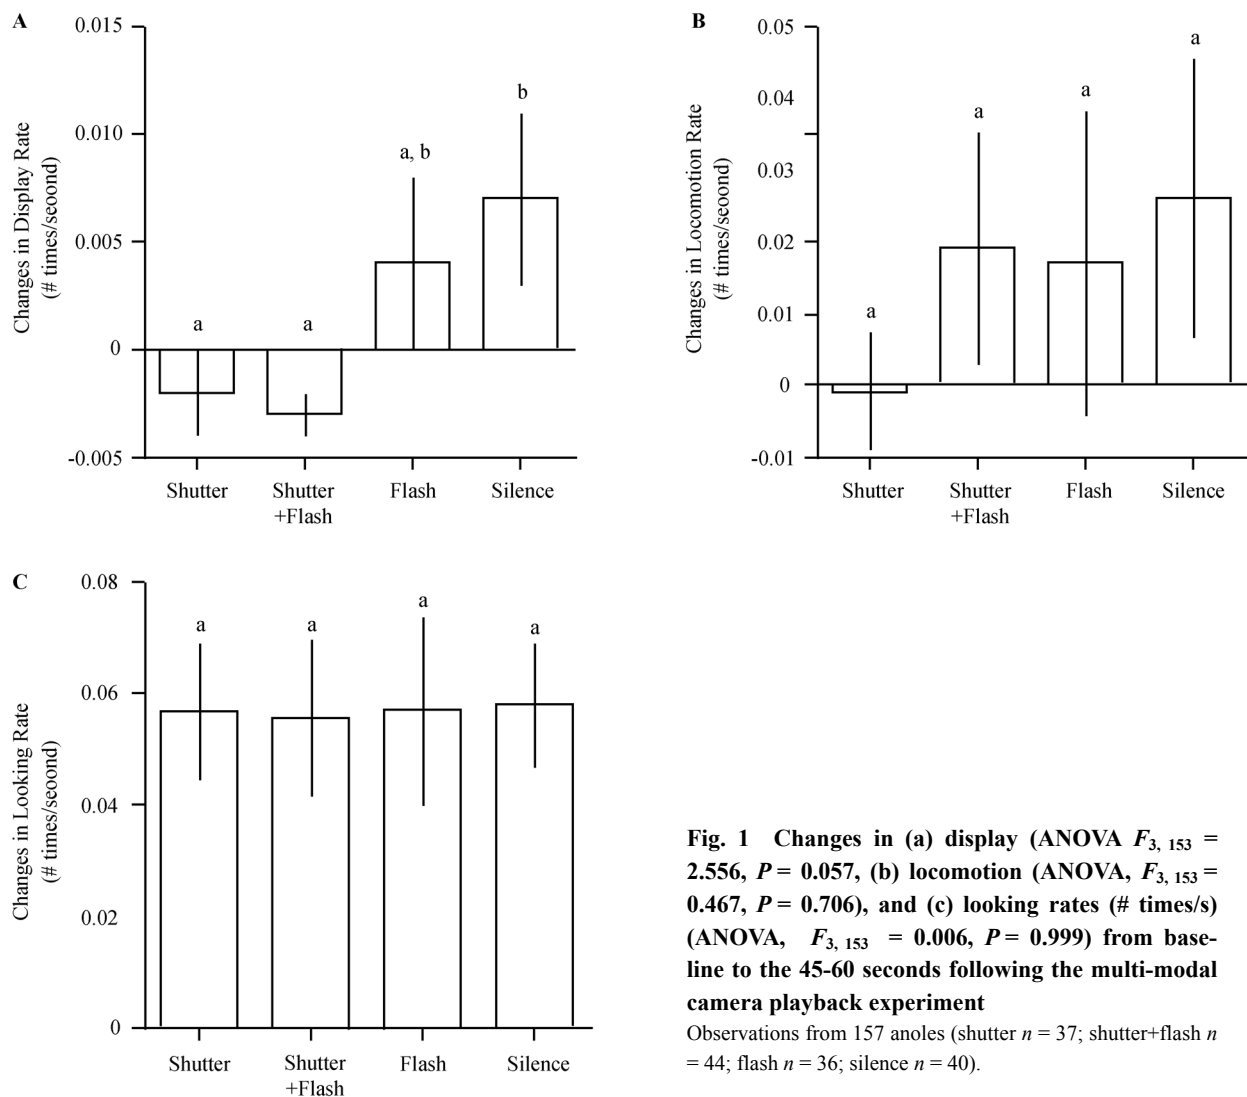 A
0.015
0.010
0.005
0
-0.005
Changes in Display Rate
(# times/seoond)
a
a
a, b
b
Shutter
Shutter
+Flash
Flash
Silence
B
0.05
0.04
0.03
0.02
0.01
0
-0.01
Changes in Locomotion Rate
(# times/seoond)
a
a
a
a
Shutter
Shutter
+Flash
Flash
Silence
C
0.08
0.06
0.04
0.02
0
Changes in Looking Rate
(# times/seoond)
a
a
a
a
Shutter
Shutter
+Flash
Flash
Silence
Fig. 1 Changes in (a) display (ANOVA F3, 153 =
2.556, P = 0.057, (b) locomotion (ANOVA, F3, 153 =
0.467, P = 0.706), and (c) looking rates (# times/s)
(ANOVA, F3, 153 = 0.006, P = 0.999) from base-
line to the 45-60 seconds following the multi-modal
camera playback experiment
Observations from 157 anoles (shutter n = 37; shutter+flash n
= 44; flash n = 36; silence n = 40).